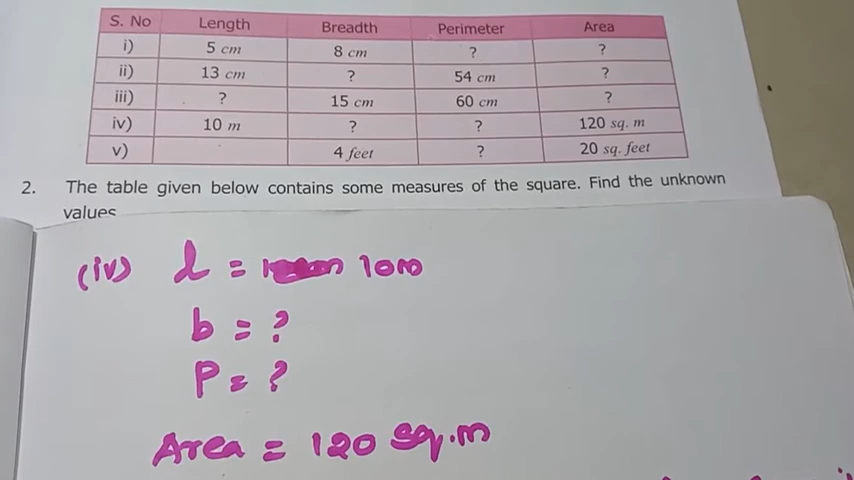 S. No Length Breadth Perimeter Area
i) 5 cm 8 cm ? ?
ii) 13 cm ? 54 cm ?
iii) ? 15 cm 60 cm ?
iv) 10 m ? ? 120 sq. m
v) 4 feet ? 20 sq. feet
2. The table given below contains some measures of the square. Find the unknown
values
(iv) l = 10m
b = ?
P = ?
Area = 120 sq.m